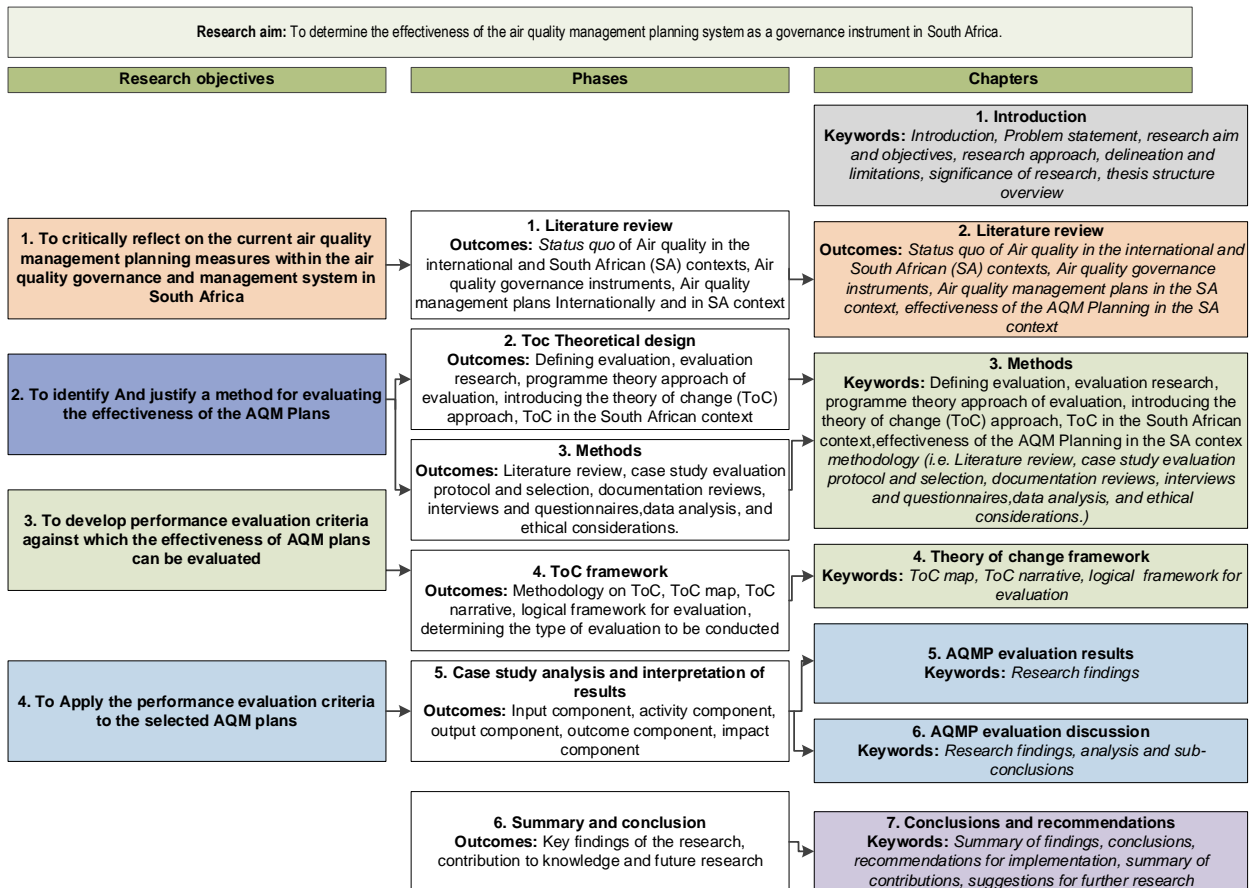 Research aim: To determine the effectiveness of the air quality management planning system as a governance instrument in South Africa.
Research objectives
Phases
Chapters
1. Introduction
Keywords: Introduction, Problem statement, research aim
and objectives, research approach, delineation and
limitations, significance of research, thesis structure
overview
1. To critically reflect on the current air quality
management planning measures within the air
quality governance and management system in
South Africa
1. Literature review
Outcomes: Status quo of Air quality in the
international and South African (SA) contexts, Air
quality governance instruments, Air quality
management plans Internationally and in SA context
2. Literature review
Outcomes: Status quo of Air quality in the international and
South African (SA) contexts, Air quality governance
instruments, Air quality management plans in the SA
context, effectiveness of the AQM Planning in the SA
context
2. To identify And justify a method for evaluating
the effectiveness of the AQM Plans
2. Toc Theoretical design
Outcomes: Defining evaluation, evaluation
research, programme theory approach of
evaluation, introducing the theory of change (ToC)
approach, ToC in the South African context
3. Methods
Outcomes: Literature review, case study evaluation
protocol and selection, documentation reviews,
interviews and questionnaires,data analysis, and
ethical considerations.
3. Methods
Keywords: Defining evaluation, evaluation research,
programme theory approach of evaluation, introducing the
theory of change (ToC) approach, ToC in the South African
context,effectiveness of the AQM Planning in the SA contex
methodology (i.e. Literature review, case study evaluation
protocol and selection, documentation reviews, interviews
and questionnaires,data analysis, and ethical
considerations.)
3. To develop performance evaluation criteria
against which the effectiveness of AQM plans
can be evaluated
4. ToC framework
Outcomes: Methodology on ToC, ToC map, ToC
narrative, logical framework for evaluation,
determining the type of evaluation to be conducted
4. Theory of change framework
Keywords: ToC map, ToC narrative, logical framework for
evaluation
4. To Apply the performance evaluation criteria
to the selected AQM plans
5. Case study analysis and interpretation of
results
Outcomes: Input component, activity component,
output component, outcome component, impact
component
5. AQMP evaluation results
Keywords: Research findings
6. AQMP evaluation discussion
Keywords: Research findings, analysis and sub-
conclusions
6. Summary and conclusion
Outcomes: Key findings of the research,
contribution to knowledge and future research
7. Conclusions and recommendations
Keywords: Summary of findings, conclusions,
recommendations for implementation, summary of
contributions, suggestions for further research